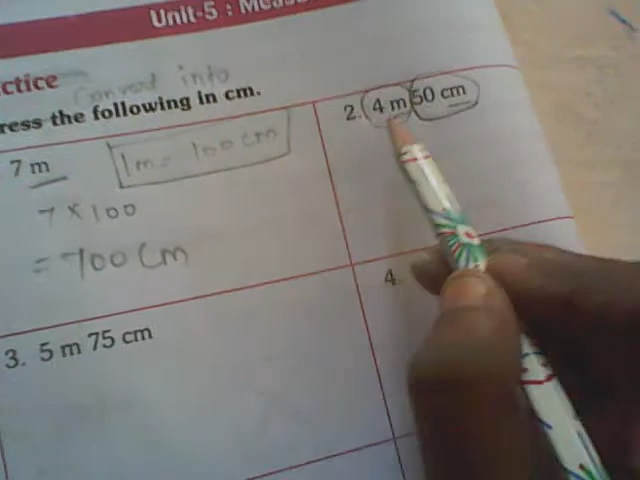 Unit-5 : Meas
ctice
Convert into
ress the following in cm.
7 m
1m = 100 cm
7 × 100
= 700 cm
2. 4 m 50 cm
3. 5 m 75 cm
4.